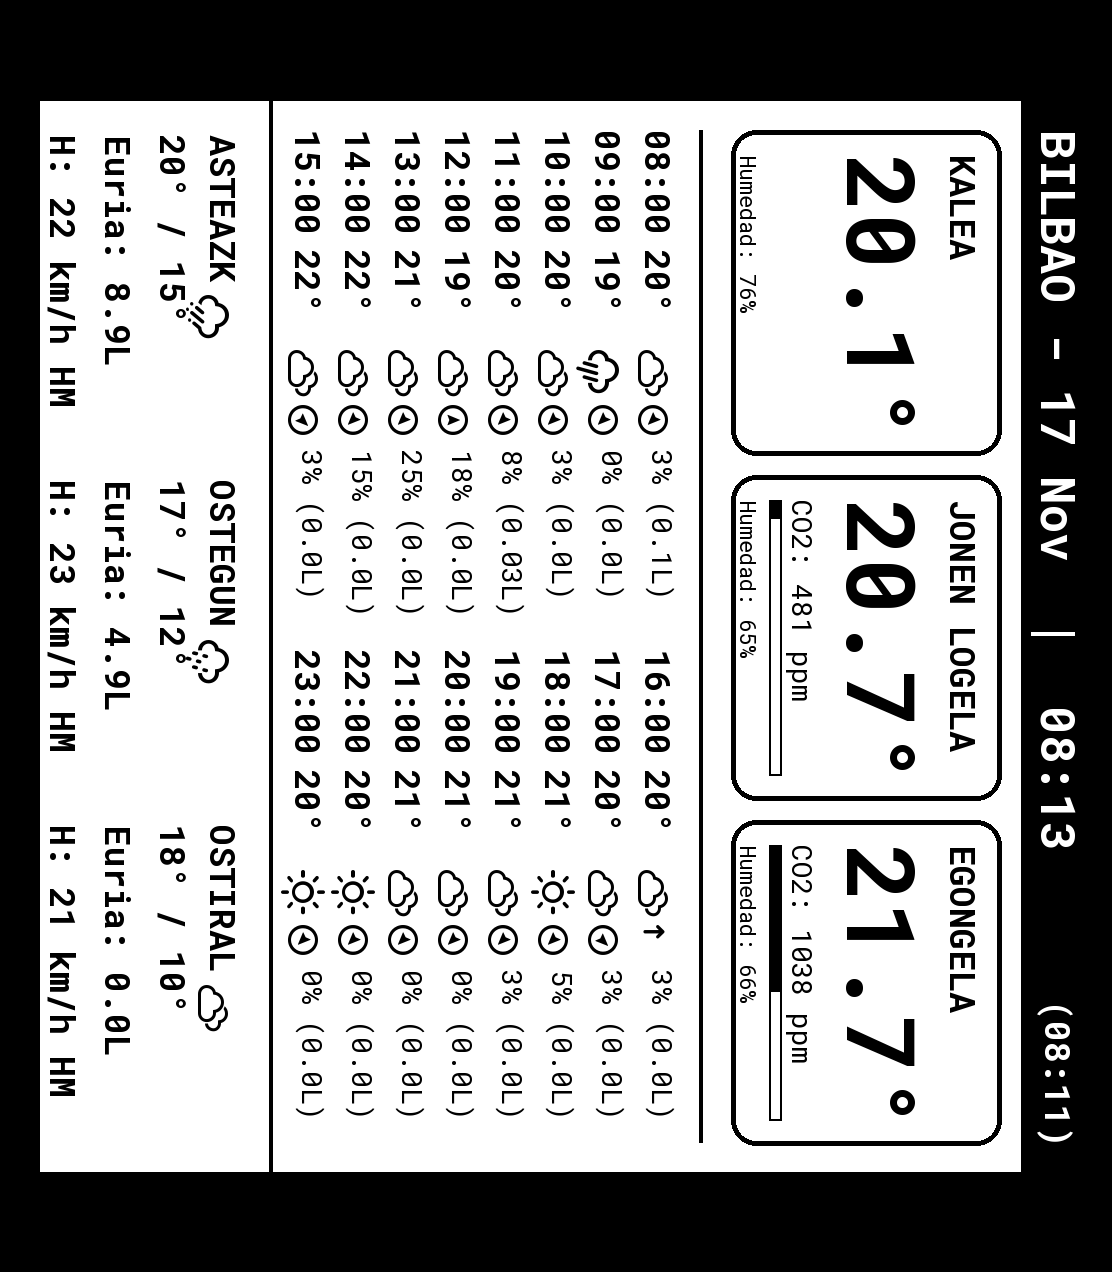 BILBAO - 17 Nov | 08:13 (08:11)
KALEA
20.1°
Humedad: 76%
JONEN LOGELA
20.7°
CO2: 481 ppm
Humedad: 65%
EGONGELA
21.7°
CO2: 1038 ppm
Humedad: 66%
08:00 20° 3% (0.1L)
09:00 19° 0% (0.0L)
10:00 20° 3% (0.0L)
11:00 20° 8% (0.03L)
12:00 19° 18% (0.0L)
13:00 21° 25% (0.0L)
14:00 22° 15% (0.0L)
15:00 22° 3% (0.0L)
16:00 20° ↑ 3% (0.0L)
17:00 20° 3% (0.0L)
18:00 21° 5% (0.0L)
19:00 21° 3% (0.0L)
20:00 21° 0% (0.0L)
21:00 21° 0% (0.0L)
22:00 20° 0% (0.0L)
23:00 20° 0% (0.0L)
ASTEAZK
20° / 15°
Euria: 8.9L
H: 22 km/h HM
OSTEGUN
17° / 12°
Euria: 4.9L
H: 23 km/h HM
OSTIRAL
18° / 10°
Euria: 0.0L
H: 21 km/h HM